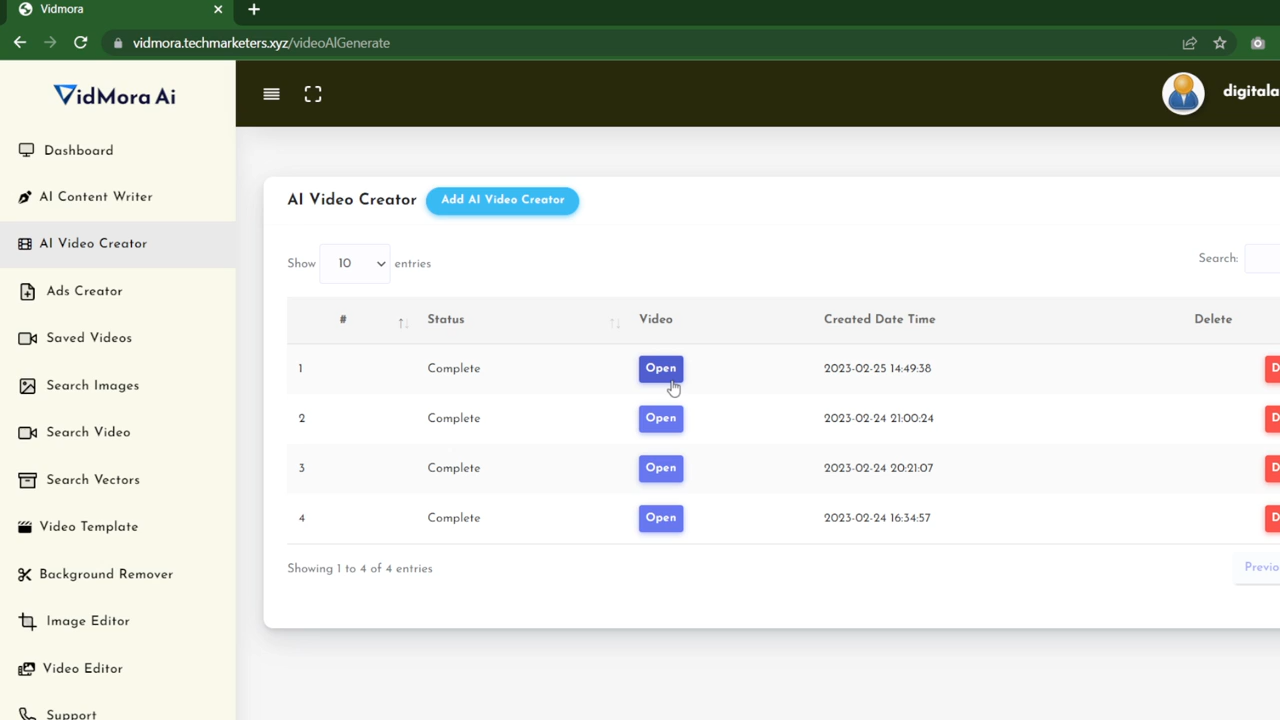 Vidmora
vidmora.techmarketers.xyz/videoAIGenerate
VidMora Ai
digitala
Dashboard
AI Content Writer
AI Video Creator
Ads Creator
Saved Videos
Search Images
Search Video
Search Vectors
Video Template
Background Remover
Image Editor
Video Editor
Support
AI Video Creator Add AI Video Creator
Show 10 entries Search:
# Status Video Created Date Time Delete
1 Complete Open 2023-02-25 14:49:38 D
2 Complete Open 2023-02-24 21:00:24 D
3 Complete Open 2023-02-24 20:21:07 D
4 Complete Open 2023-02-24 16:34:57 D
Showing 1 to 4 of 4 entries Previo